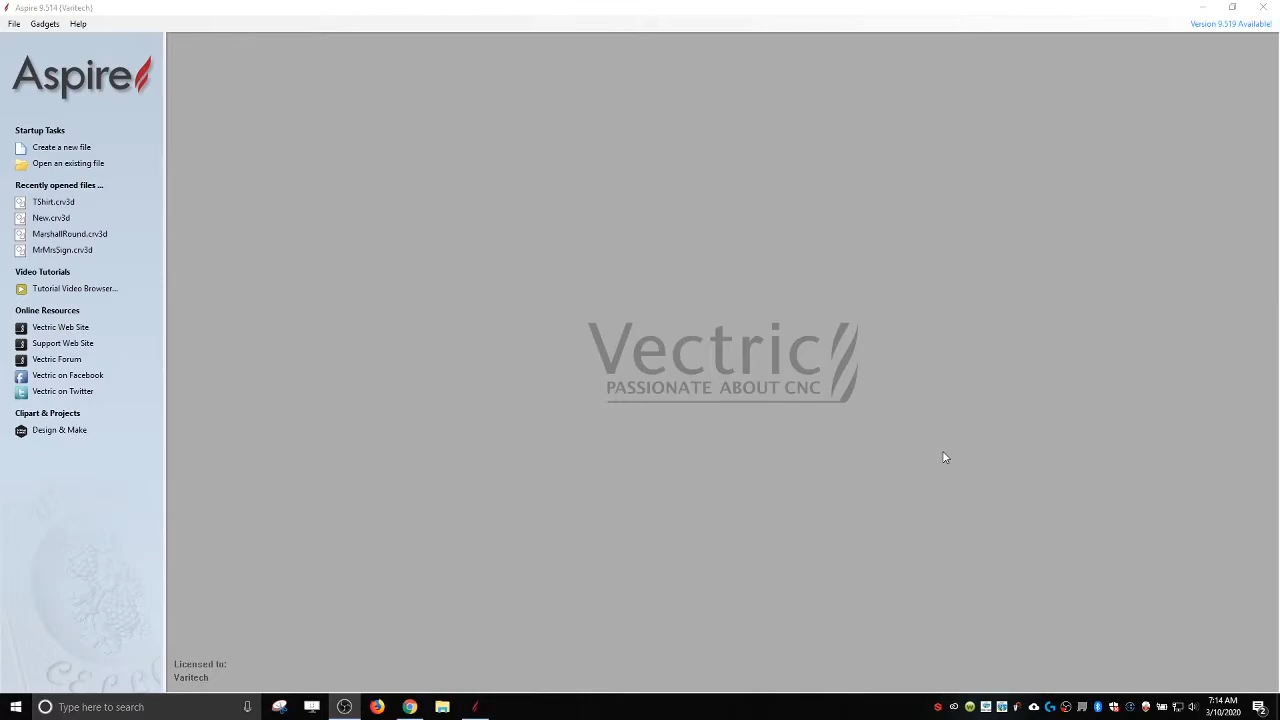 Aspire 9.514 {Varitech}
File Gadgets Help
Version 9.519 Available!
Aspire
Startup Tasks
Create a new file
Open an existing file
Recently opened files ...
TShirt.crv3d
New.crv3d
MarshallRound.crv3d
MrMrsSign.crv3d
Video Tutorials
Tutorial Video Browser...
Online Resources
Vectric Web Site
Support Web Site
Vectric Forum
Vectric on Facebook
Vectric on Twitter
Clipart & Projects
Design & Make
Vectric
PASSIONATE ABOUT CNC
Licensed to:
Varitech
Type here to search
7:14 AM
3/10/2020